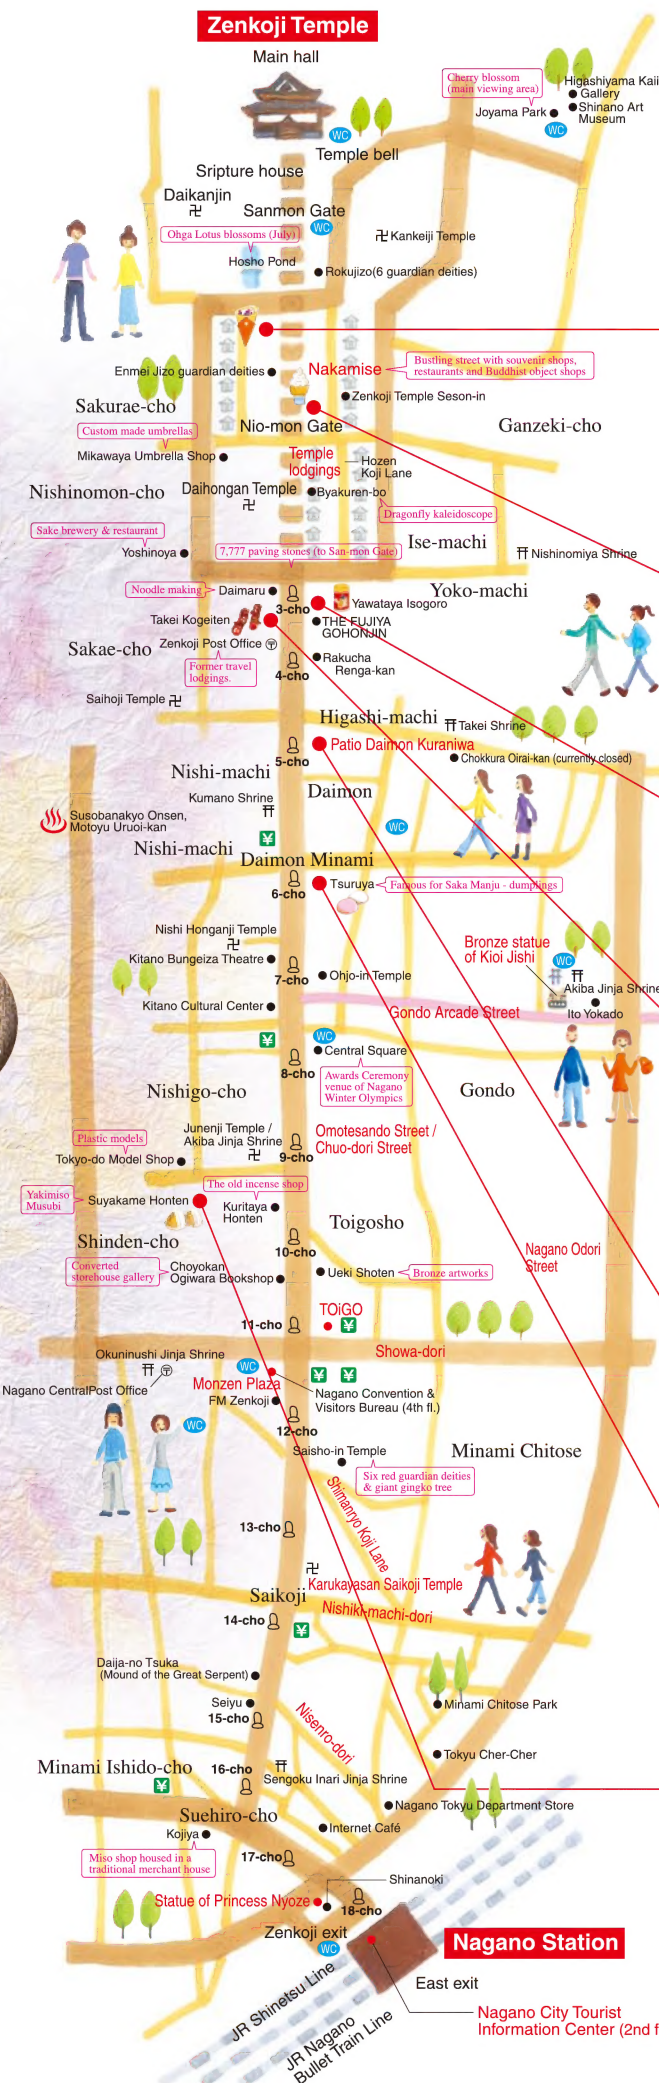 Zenkoji Temple
Main hall
Cherry blossom
(main viewing area)
Higashiyama Kaii
Gallery
Shinano Art
Museum
Joyama Park
WC
WC
Temple bell
Sripture house
Daikanjin
卍
Sanmon Gate
WC
Ohga Lotus blossoms (July)
卍 Kankeiji Temple
Hosho Pond
Rokujizo(6 guardian deities)
Enmei Jizo guardian deities
Nakamise
Bustling street with souvenir shops,
restaurants and Buddhist object shops
Zenkoji Temple Seson-in
Sakurae-cho
Nio-mon Gate
Ganzeki-cho
Custom made umbrellas
Mikawaya Umbrella Shop
Temple
lodgings
Hozen
Koji Lane
Nishinomon-cho
Daihongan Temple
卍
Byakuren-bo
Dragonfly kaleidoscope
Sake brewery & restaurant
Yoshinoya
Ise-machi
7,777 paving stones (to San-mon Gate)
Nishinomiya Shrine
Noodle making
Daimaru
3-cho
Yoko-machi
Yawataya Isogoro
Takei Kogeiten
THE FUJIYA
GOHONJIN
Sakae-cho
Zenkoji Post Office 〶
Former travel
lodgings.
4-cho
Rakucha
Renga-kan
Saihoji Temple 卍
Higashi-machi
Takei Shrine
5-cho
Patio Daimon Kuraniwa
Chokkura Oirai-kan (currently closed)
Nishi-machi
Kumano Shrine
Daimon
Susobanakyo Onsen,
Motoyu Uruoi-kan
WC
¥
Nishi-machi
Daimon Minami
6-cho
Tsuruya
Famous for Saka Manju - dumplings
Nishi Honganji Temple
卍
Bronze statue
of Kioi Jishi
WC
Kitano Bungeiza Theatre
7-cho
Ohjo-in Temple
Akiba Jinja Shrine
Kitano Cultural Center
Gondo Arcade Street
Ito Yokado
¥
WC
8-cho
Central Square
Awards Ceremony
venue of Nagano
Winter Olympics
Nishigo-cho
Gondo
Junenji Temple /
Akiba Jinja Shrine
卍
9-cho
Omotesando Street /
Chuo-dori Street
Plastic models
Tokyo-do Model Shop
The old incense shop
Yakimiso
Musubi
Suyakame Honten
Kuritaya
Honten
Toigosho
Shinden-cho
10-cho
Nagano Odori
Street
Converted
storehouse gallery
Choyokan
Ogiwara Bookshop
Ueki Shoten
Bronze artworks
11-cho
TOiGO
¥
Showa-dori
Okuninushi Jinja Shrine
〶
Nagano CentralPost Office
WC
Monzen Plaza
¥ ¥
Nagano Convention &
Visitors Bureau (4th fl.)
FM Zenkoji
12-cho
WC
Saisho-in Temple
Minami Chitose
Six red guardian deities
& giant gingko tree
Shimanryo Koji Lane
13-cho
卍
Karukayasan Saikoji Temple
Saikoji
Nishiki-machi-dori
14-cho
¥
Daija-no Tsuka
(Mound of the Great Serpent)
Seiyu
15-cho
Nisenro-dori
Minami Chitose Park
Tokyu Cher-Cher
Minami Ishido-cho
¥
16-cho
Sengoku Inari Jinja Shrine
Nagano Tokyu Department Store
Suehiro-cho
Kojiya
Internet Café
Miso shop housed in a
traditional merchant house
17-cho
Shinanoki
Statue of Princess Nyoze
18-cho
Zenkoji exit
WC
Nagano Station
East exit
JR Shinetsu Line
JR Nagano
Bullet Train Line
Nagano City Tourist
Information Center (2nd f